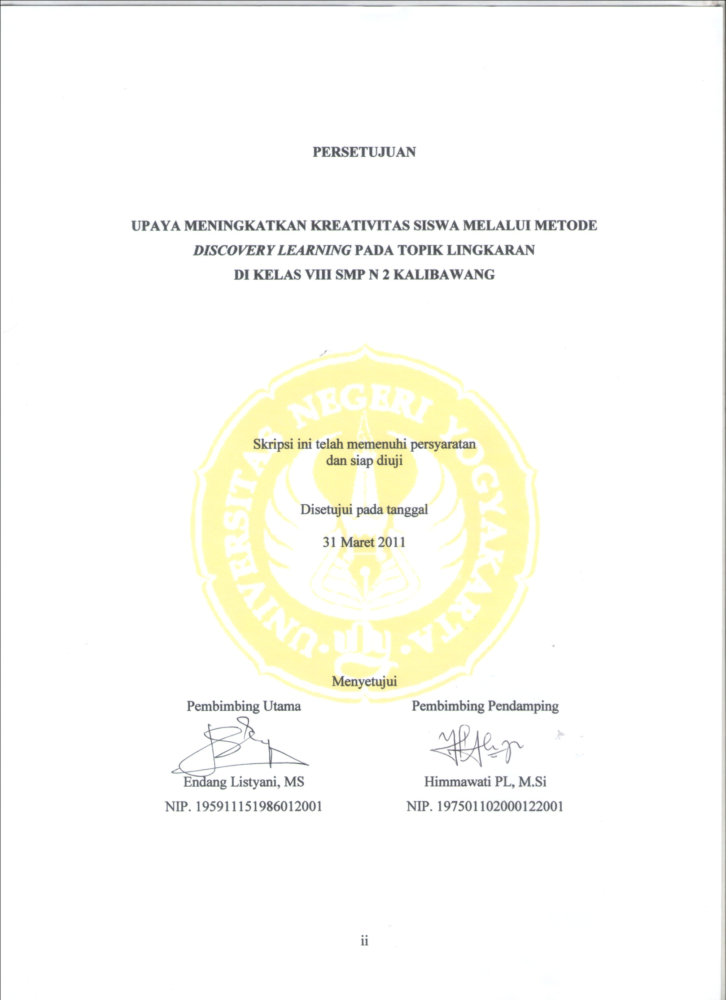 PERSETUJUAN
UPAYA MENINGKATKAN KREATIVITAS SISWA MELALUI METODE
DISCOVERY LEARNING PADA TOPIK LINGKARAN
DI KELAS VIII SMP N 2 KALIBAWANG
UNIVERSITAS NEGERI YOGYAKARTA
Skripsi ini telah memenuhi persyaratan
dan siap diuji
Disetujui pada tanggal
31 Maret 2011
Menyetujui
Pembimbing Utama
Pembimbing Pendamping
Endang Listyani, MS
Himmawati PL, M.Si
NIP. 195911151986012001
NIP. 197501102000122001
ii